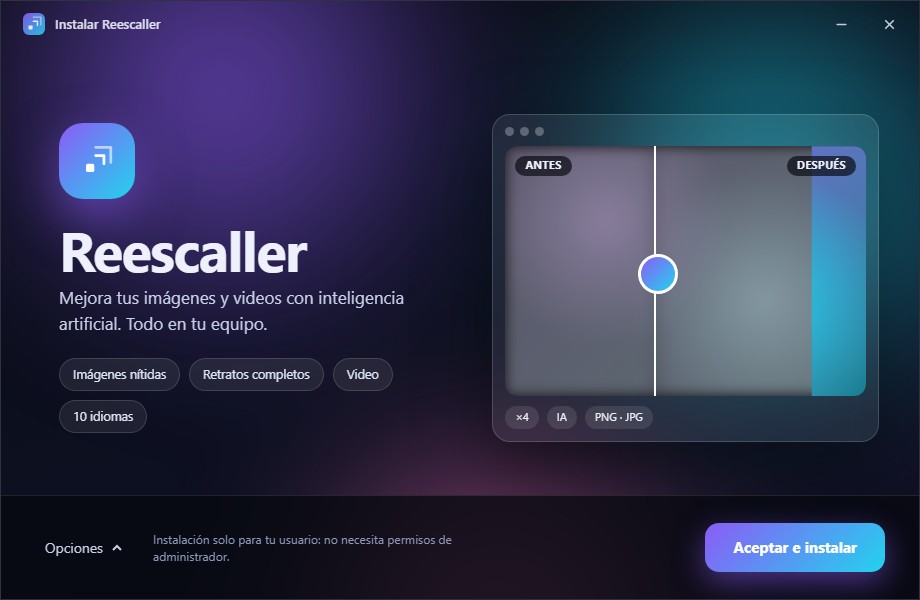 Instalar Reescaller
Reescaller
Mejora tus imágenes y videos con inteligencia
artificial. Todo en tu equipo.
Imágenes nítidas
Retratos completos
Video
10 idiomas
ANTES
DESPUÉS
×4
IA
PNG · JPG
Opciones
Instalación solo para tu usuario: no necesita permisos de
administrador.
Aceptar e instalar